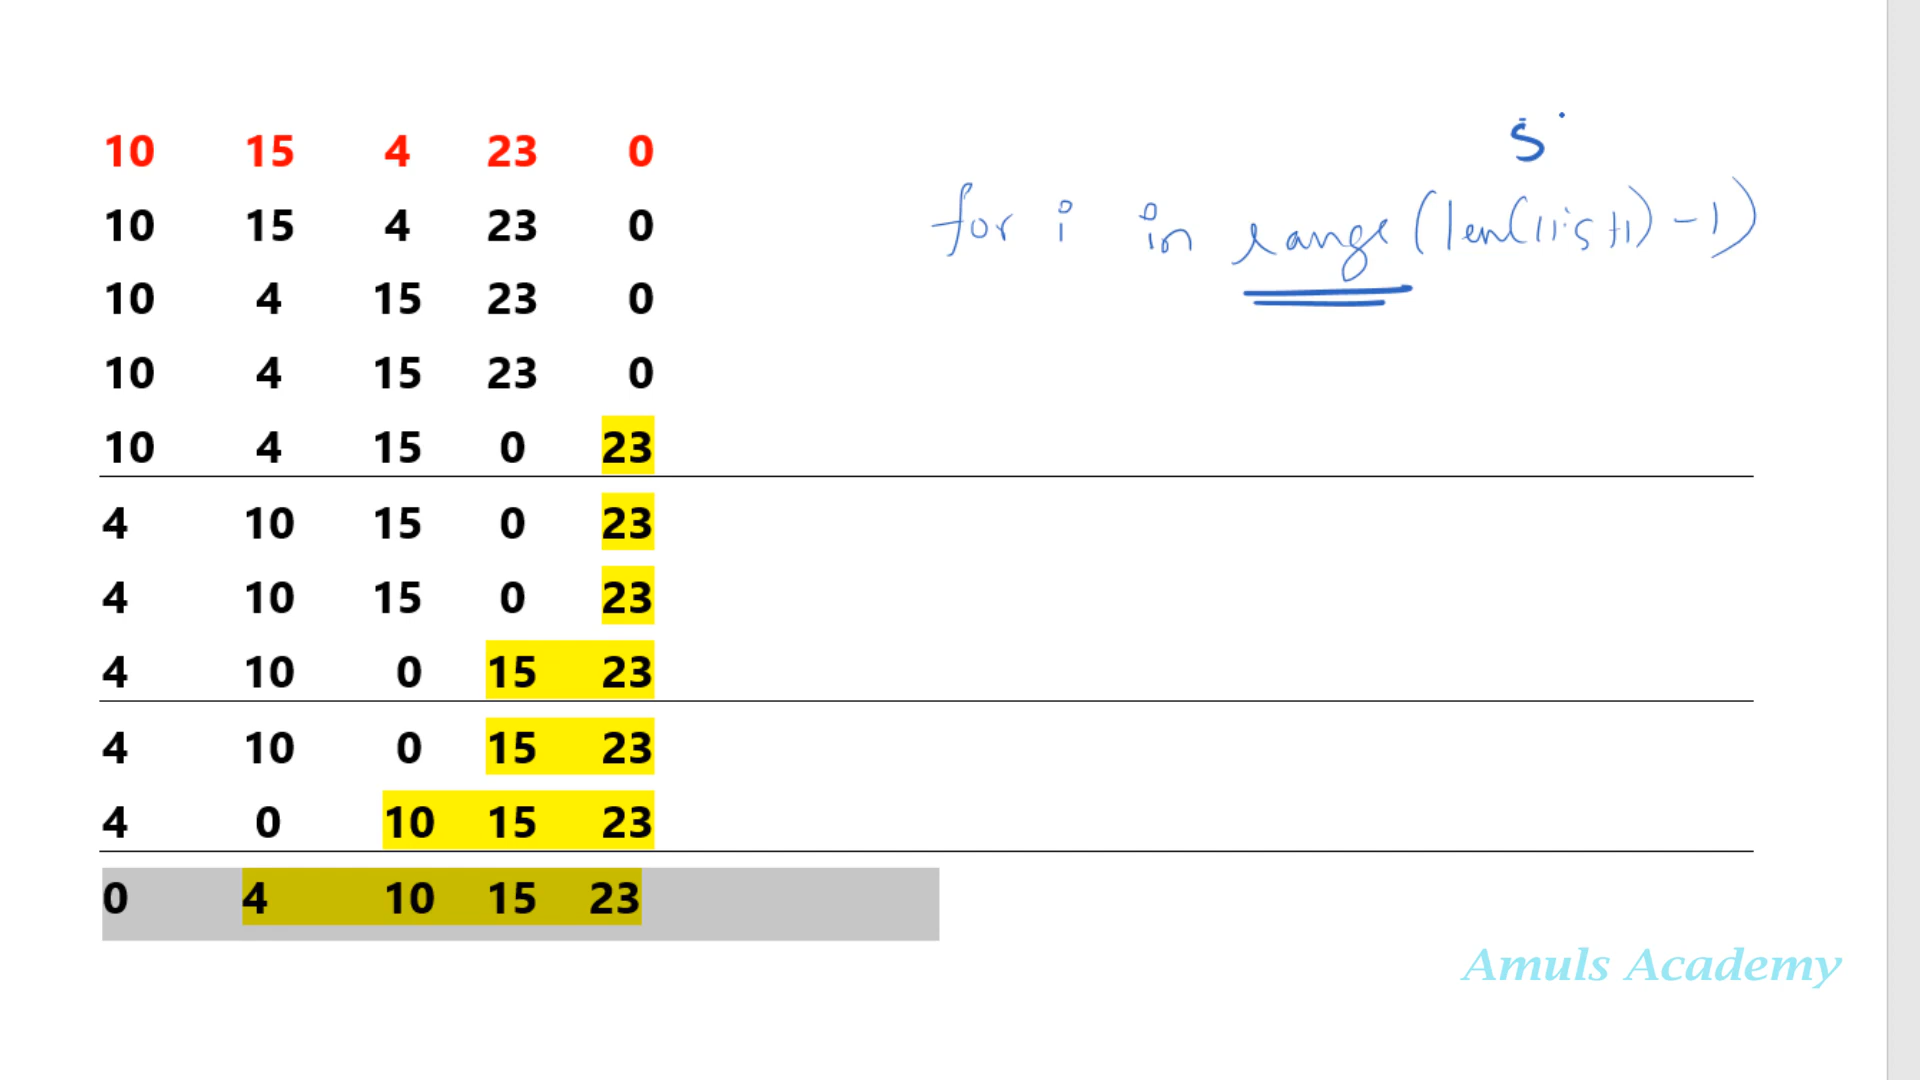 10 15 4 23 0
10 15 4 23 0
10 4 15 23 0
10 4 15 23 0
10 4 15 0 23
4 10 15 0 23
4 10 15 0 23
4 10 0 15 23
4 10 0 15 23
4 0 10 15 23
0 4 10 15 23
5
for i in range(len(list1)-1)
Amuls Academy